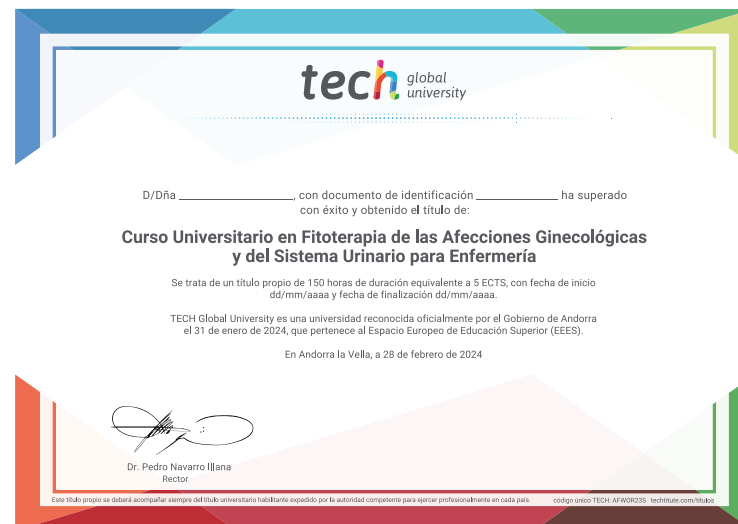 tech global university
D/Dña ____________________, con documento de identificación ______________ ha superado
con éxito y obtenido el título de:
Curso Universitario en Fitoterapia de las Afecciones Ginecológicas
y del Sistema Urinario para Enfermería
Se trata de un título propio de 150 horas de duración equivalente a 5 ECTS, con fecha de inicio
dd/mm/aaaa y fecha de finalización dd/mm/aaaa.
TECH Global University es una universidad reconocida oficialmente por el Gobierno de Andorra
el 31 de enero de 2024, que pertenece al Espacio Europeo de Educación Superior (EEES).
En Andorra la Vella, a 28 de febrero de 2024
Dr. Pedro Navarro Illana
Rector
Este título propio se deberá acompañar siempre del título universitario habilitante expedido por la autoridad competente para ejercer profesionalmente en cada país. código único TECH: AFWOR23S techtitute.com/titulos